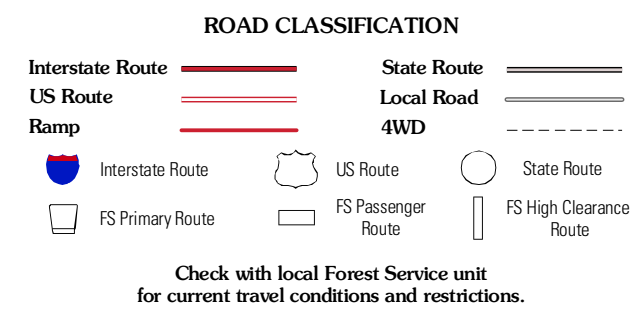 ROAD CLASSIFICATION
Interstate Route
State Route
US Route
Local Road
Ramp
4WD
Interstate Route
US Route
State Route
FS Primary Route
FS Passenger
Route
FS High Clearance
Route
Check with local Forest Service unit
for current travel conditions and restrictions.